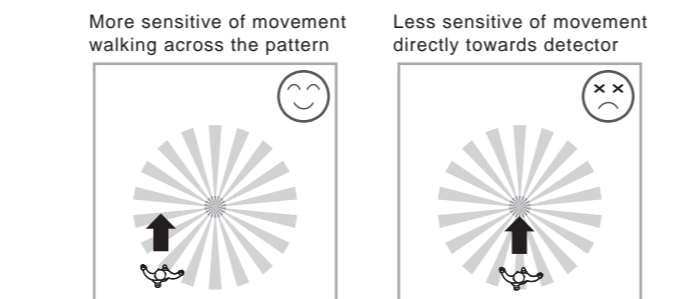 More sensitive of movement
walking across the pattern
Less sensitive of movement
directly towards detector